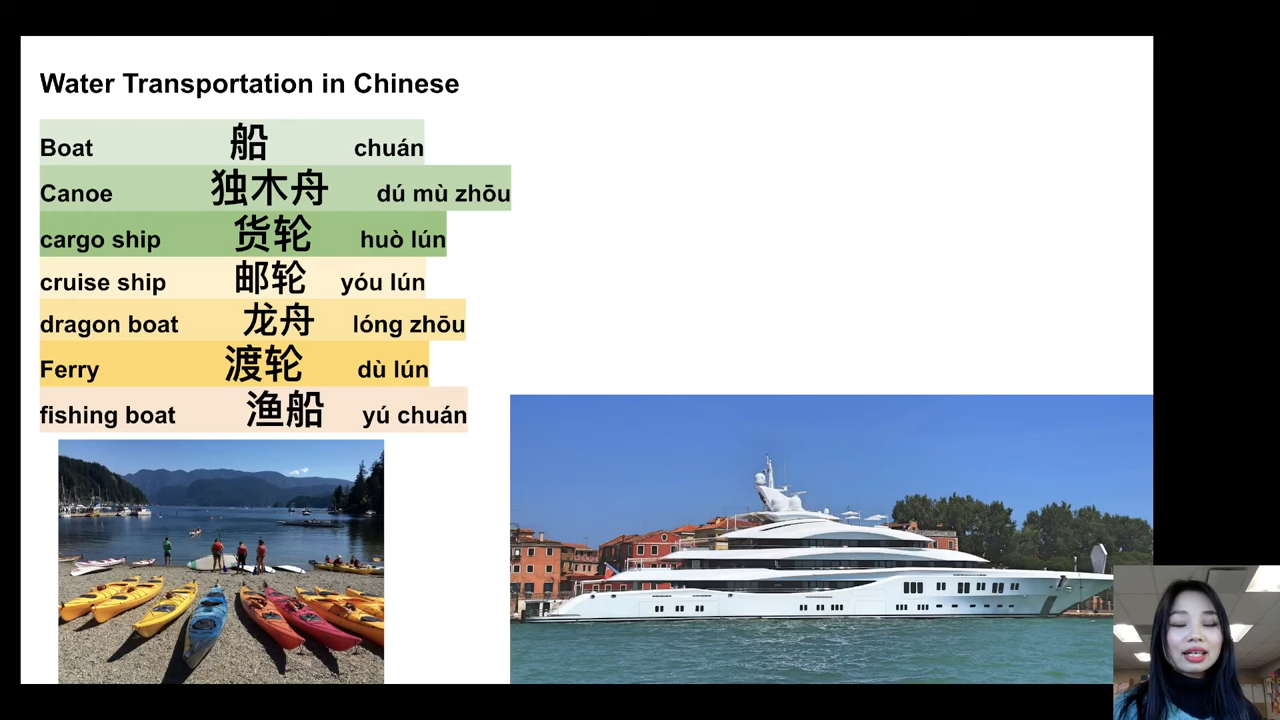 Water Transportation in Chinese
Boat 船 chuán
Canoe 独木舟 dú mù zhōu
cargo ship 货轮 huò lún
cruise ship 邮轮 yóu lún
dragon boat 龙舟 lóng zhōu
Ferry 渡轮 dù lún
fishing boat 渔船 yú chuán